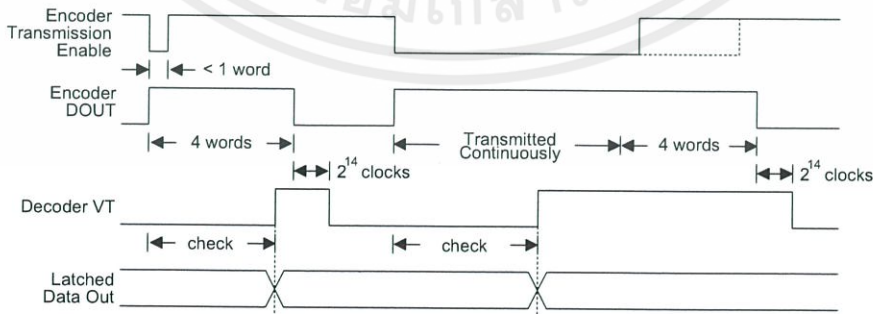 Encoder
Transmission
Enable
< 1 word
Encoder
DOUT
4 words
Transmitted
Continuously
4 words
2^14 clocks
2^14 clocks
Decoder VT
check
check
Latched
Data Out